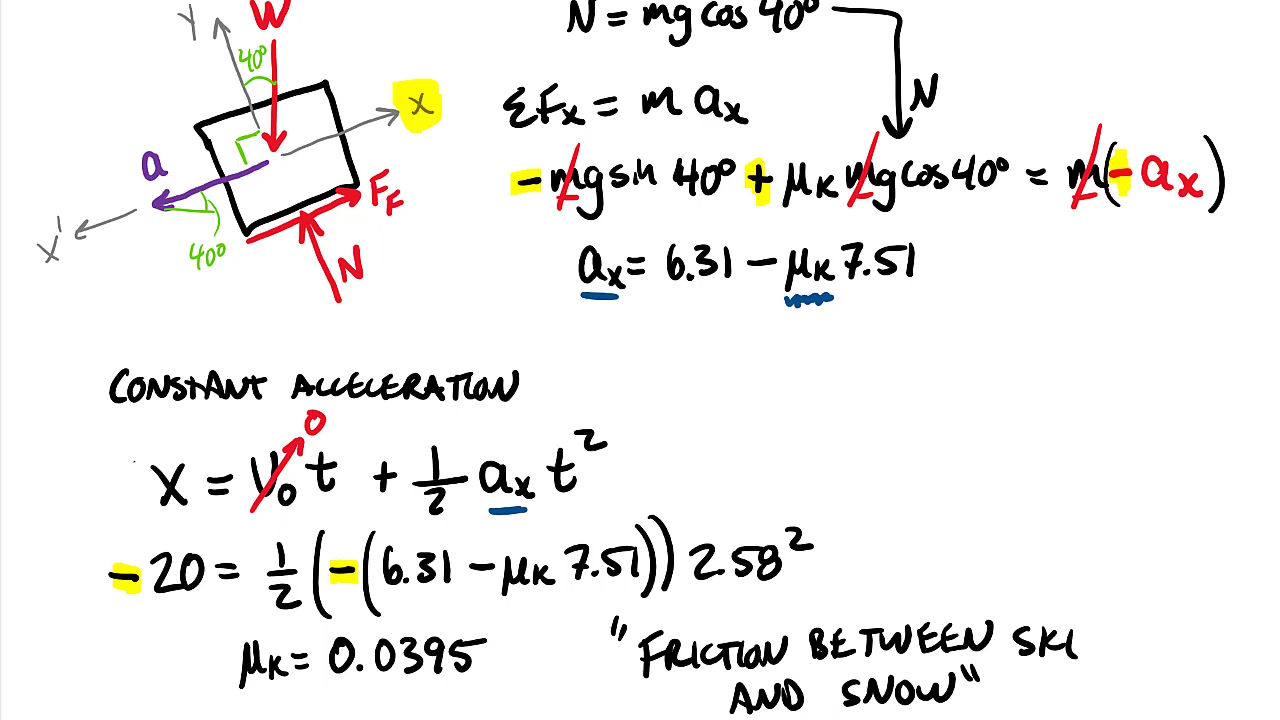 W
Y
40°
x
a
F_F
X'
40°
N
N = mg cos 40°
N
ΣFx = m ax
- mg sin 40° + μK mg cos 40° = m(- ax)
ax = 6.31 - μK 7.51
CONSTANT ACCELERATION
0
X = V₀ t + 1/2 ax t²
- 20 = 1/2 (-(6.31 - μK 7.51)) 2.58²
μK = 0.0395
"FRICTION BETWEEN SKI
AND SNOW"